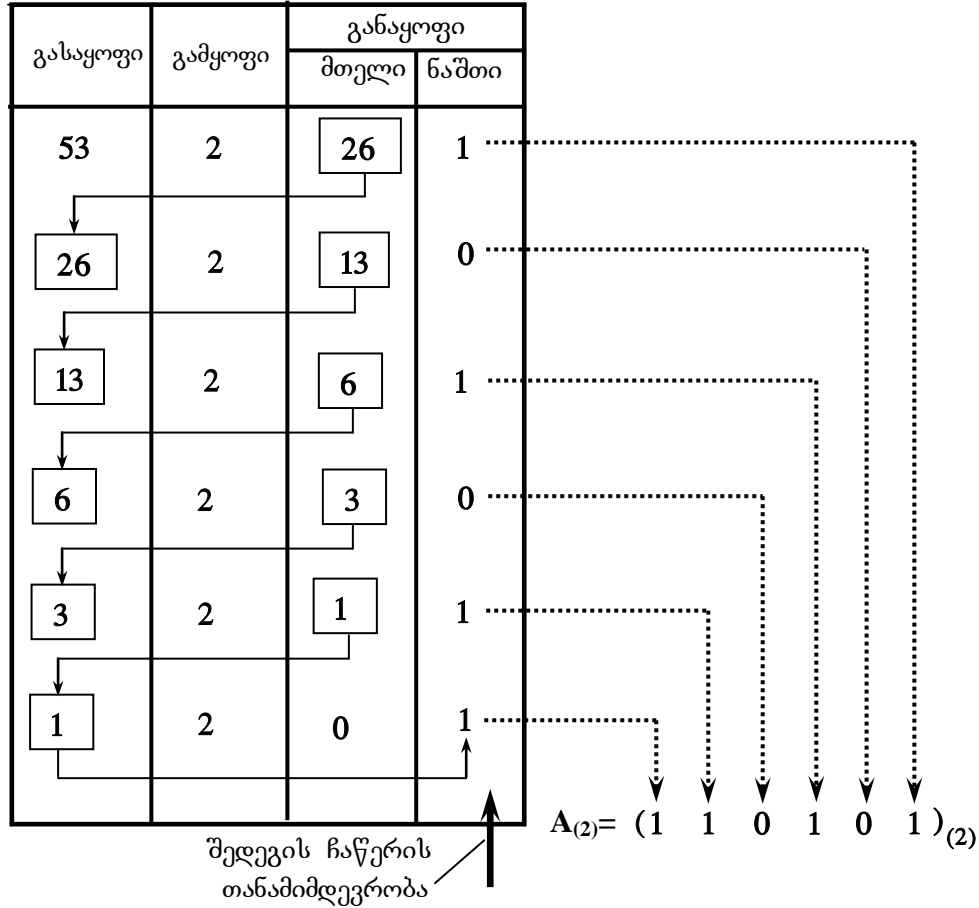 განაყოფი
გასაყოფი გამყოფი
მთელი ნაშთი
53 2 26 1
26 2 13 0
13 2 6 1
6 2 3 0
3 2 1 1
1 2 0 1
A(2)= (1 1 0 1 0 1)(2)
შედეგის ჩაწერის
თანამიმდევრობა